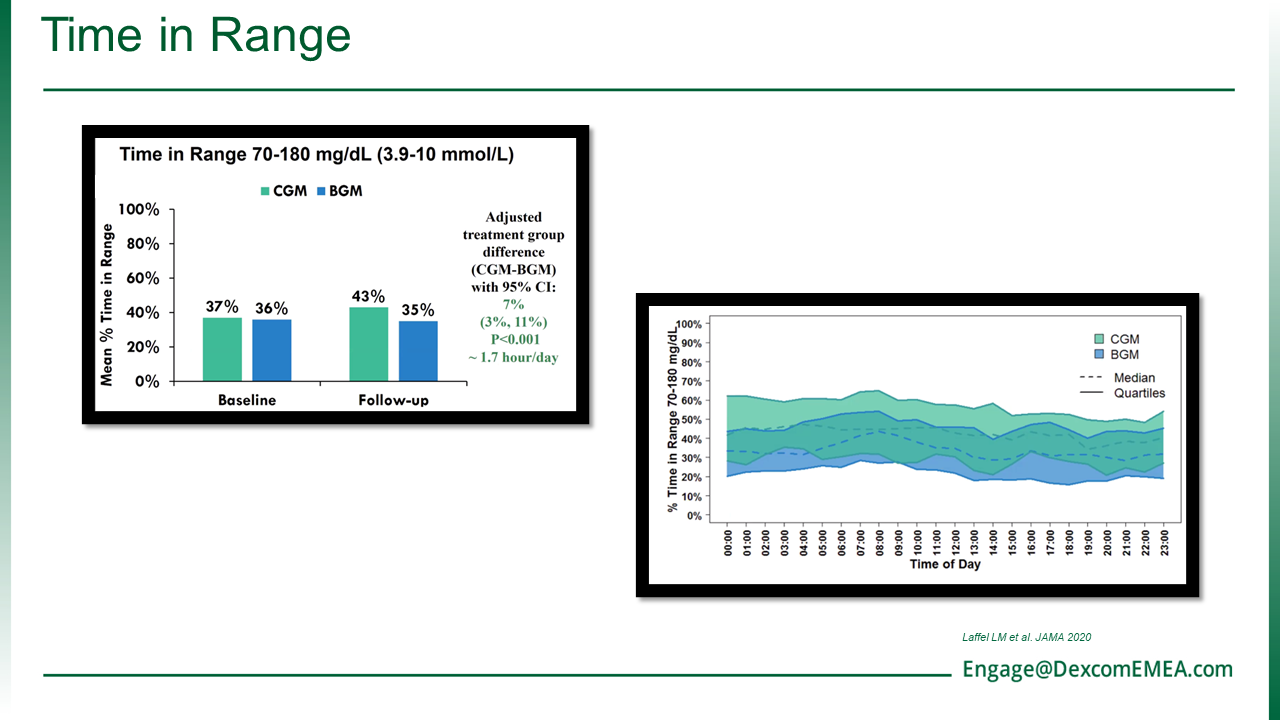 Time in Range
Time in Range 70-180 mg/dL (3.9-10 mmol/L)
CGM BGM
Mean % Time in Range
100%
80%
60%
40%
20%
0%
37%
36%
43%
35%
Baseline
Follow-up
Adjusted
treatment group
difference
(CGM-BGM)
with 95% CI:
7%
(3%, 11%)
P<0.001
~ 1.7 hour/day
% Time in Range 70-180 mg/dL
100%
90%
80%
70%
60%
50%
40%
30%
20%
10%
0%
CGM
BGM
Median
Quartiles
00:00
01:00
02:00
03:00
04:00
05:00
06:00
07:00
08:00
09:00
10:00
11:00
12:00
13:00
14:00
15:00
16:00
17:00
18:00
19:00
20:00
21:00
22:00
23:00
Time of Day
Laffel LM et al. JAMA 2020
Engage@DexcomEMEA.com